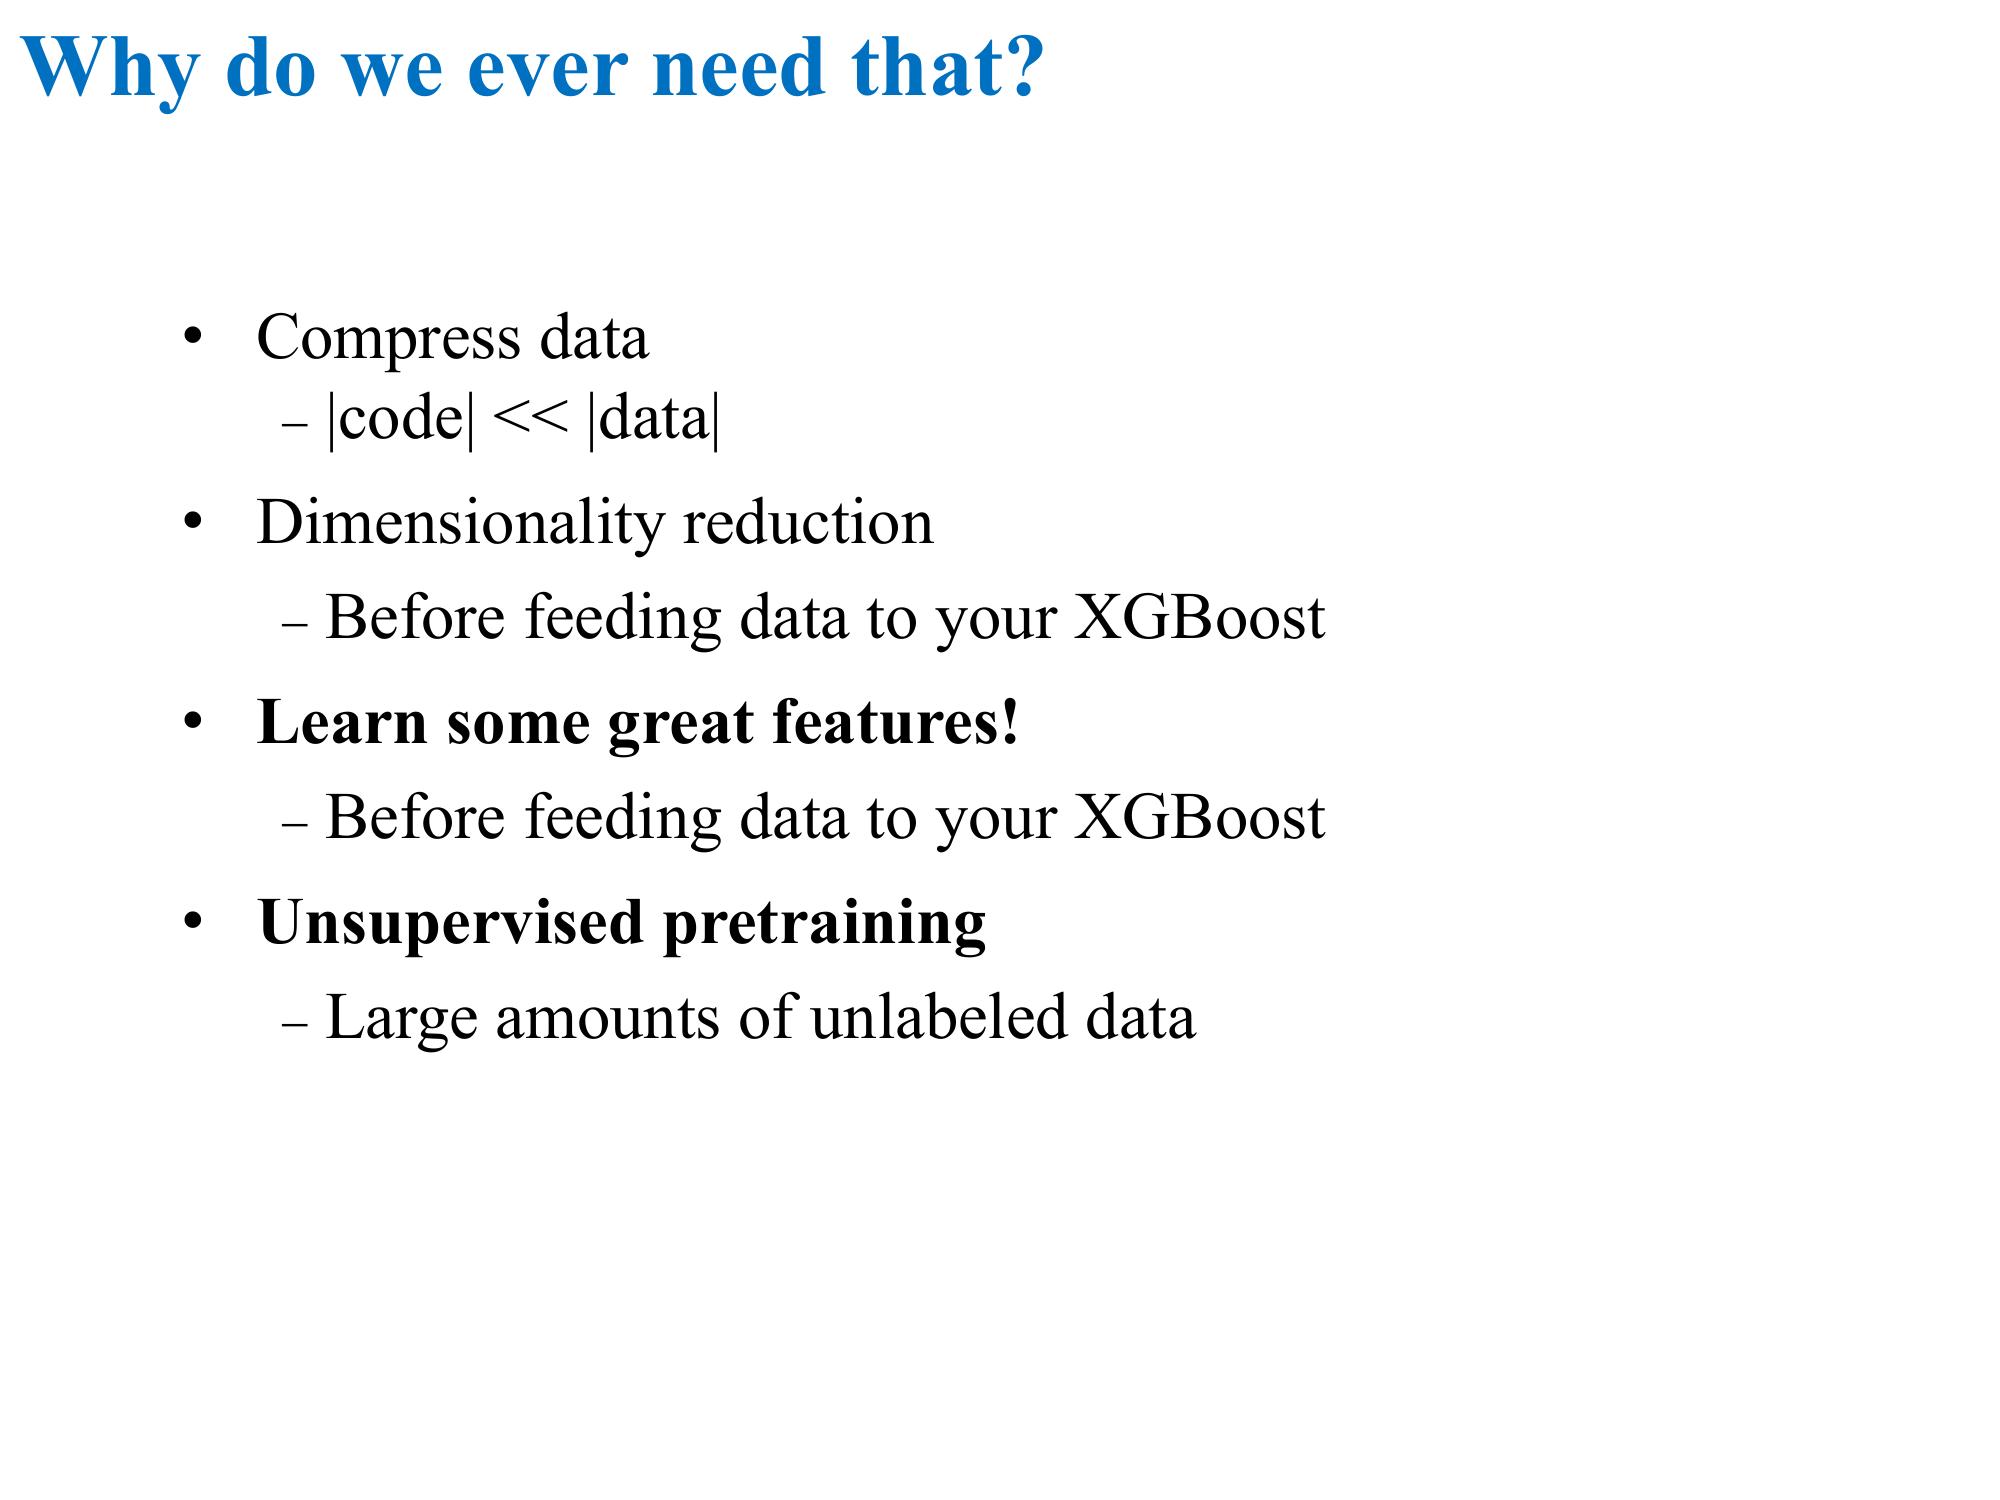 Why do we ever need that?
• Compress data
– |code| << |data|
• Dimensionality reduction
– Before feeding data to your XGBoost
• Learn some great features!
– Before feeding data to your XGBoost
• Unsupervised pretraining
– Large amounts of unlabeled data